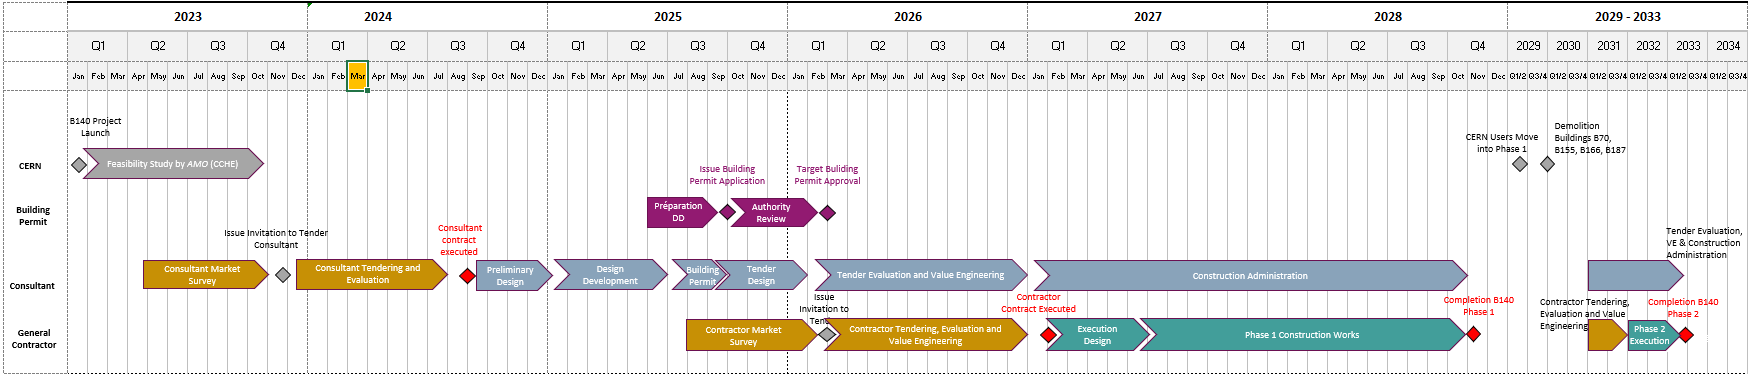 2023 2024 2025 2026 2027 2028 2029 - 2033
Q1 Q2 Q3 Q4 Q1 Q2 Q3 Q4 Q1 Q2 Q3 Q4 Q1 Q2 Q3 Q4 Q1 Q2 Q3 Q4 Q1 Q2 Q3 Q4 2029 2030 2031 2032 2033 2034
Jan Feb Mar Apr May Jun Jul Aug Sep Oct Nov Dec Jan Feb Mar Apr May Jun Jul Aug Sep Oct Nov Dec Jan Feb Mar Apr May Jun Jul Aug Sep Oct Nov Dec Jan Feb Mar Apr May Jun Jul Aug Sep Oct Nov Dec Jan Feb Mar Apr May Jun Jul Aug Sep Oct Nov Dec Jan Feb Mar Apr May Jun Jul Aug Sep Oct Nov Dec Q1/2 Q3/4 Q1/2 Q3/4 Q1/2 Q3/4 Q1/2 Q3/4 Q1/2 Q3/4 Q1/2 Q3/4
CERN
B140 Project
Launch
Feasibility Study by AMO (CCHE)
CERN Users Move
into Phase 1
Demolition
Buildings B70,
B155, B166, B187
Building
Permit
Préparation
DD
Issue Building
Permit Application
Authority
Review
Target Buliding
Permit Approval
Consultant
Consultant Market
Survey
Issue Invitation to Tender
Consultant
Consultant Tendering and
Evaluation
Consultant
contract
executed
Preliminary
Design
Design
Development
Building
Permit
Tender
Design
Tender Evaluation and Value Engineering
Construction Administration
Tender Evaluation,
VE & Construction
Administration
General
Contractor
Contractor Market
Survey
Issue
Invitation to
Contractor Tendering, Evaluation and
Value Engineering
Contractor
Contract Executed
Execution
Design
Phase 1 Construction Works
Completion B140
Phase 1
Contractor Tendering,
Evaluation and Value
Engineering
Phase 2
Execution
Completion B140
Phase 2